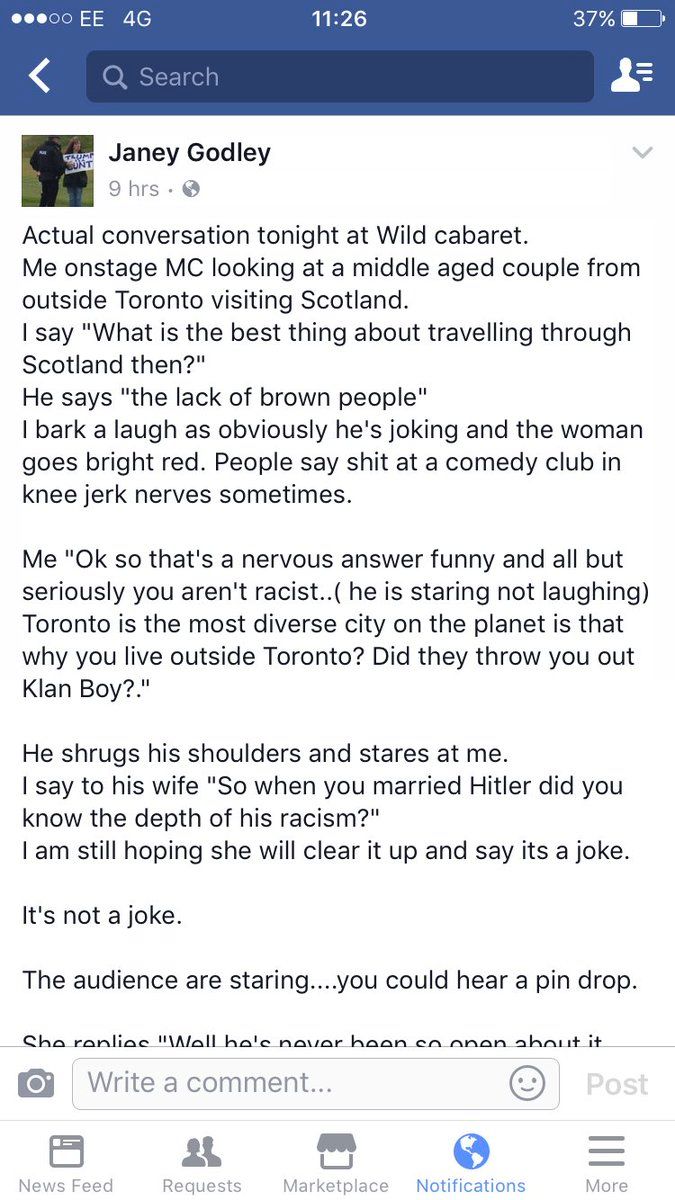 EE 4G 11:26 37%
Search
Janey Godley
9 hrs
Actual conversation tonight at Wild cabaret.
Me onstage MC looking at a middle aged couple from
outside Toronto visiting Scotland.
I say "What is the best thing about travelling through
Scotland then?"
He says "the lack of brown people"
I bark a laugh as obviously he's joking and the woman
goes bright red. People say shit at a comedy club in
knee jerk nerves sometimes.
Me "Ok so that's a nervous answer funny and all but
seriously you aren't racist..( he is staring not laughing)
Toronto is the most diverse city on the planet is that
why you live outside Toronto? Did they throw you out
Klan Boy?."
He shrugs his shoulders and stares at me.
I say to his wife "So when you married Hitler did you
know the depth of his racism?"
I am still hoping she will clear it up and say its a joke.
It's not a joke.
The audience are staring....you could hear a pin drop.
She replies "Well he's never been so open about it
Write a comment...
Post
News Feed
Requests
Marketplace
Notifications
More